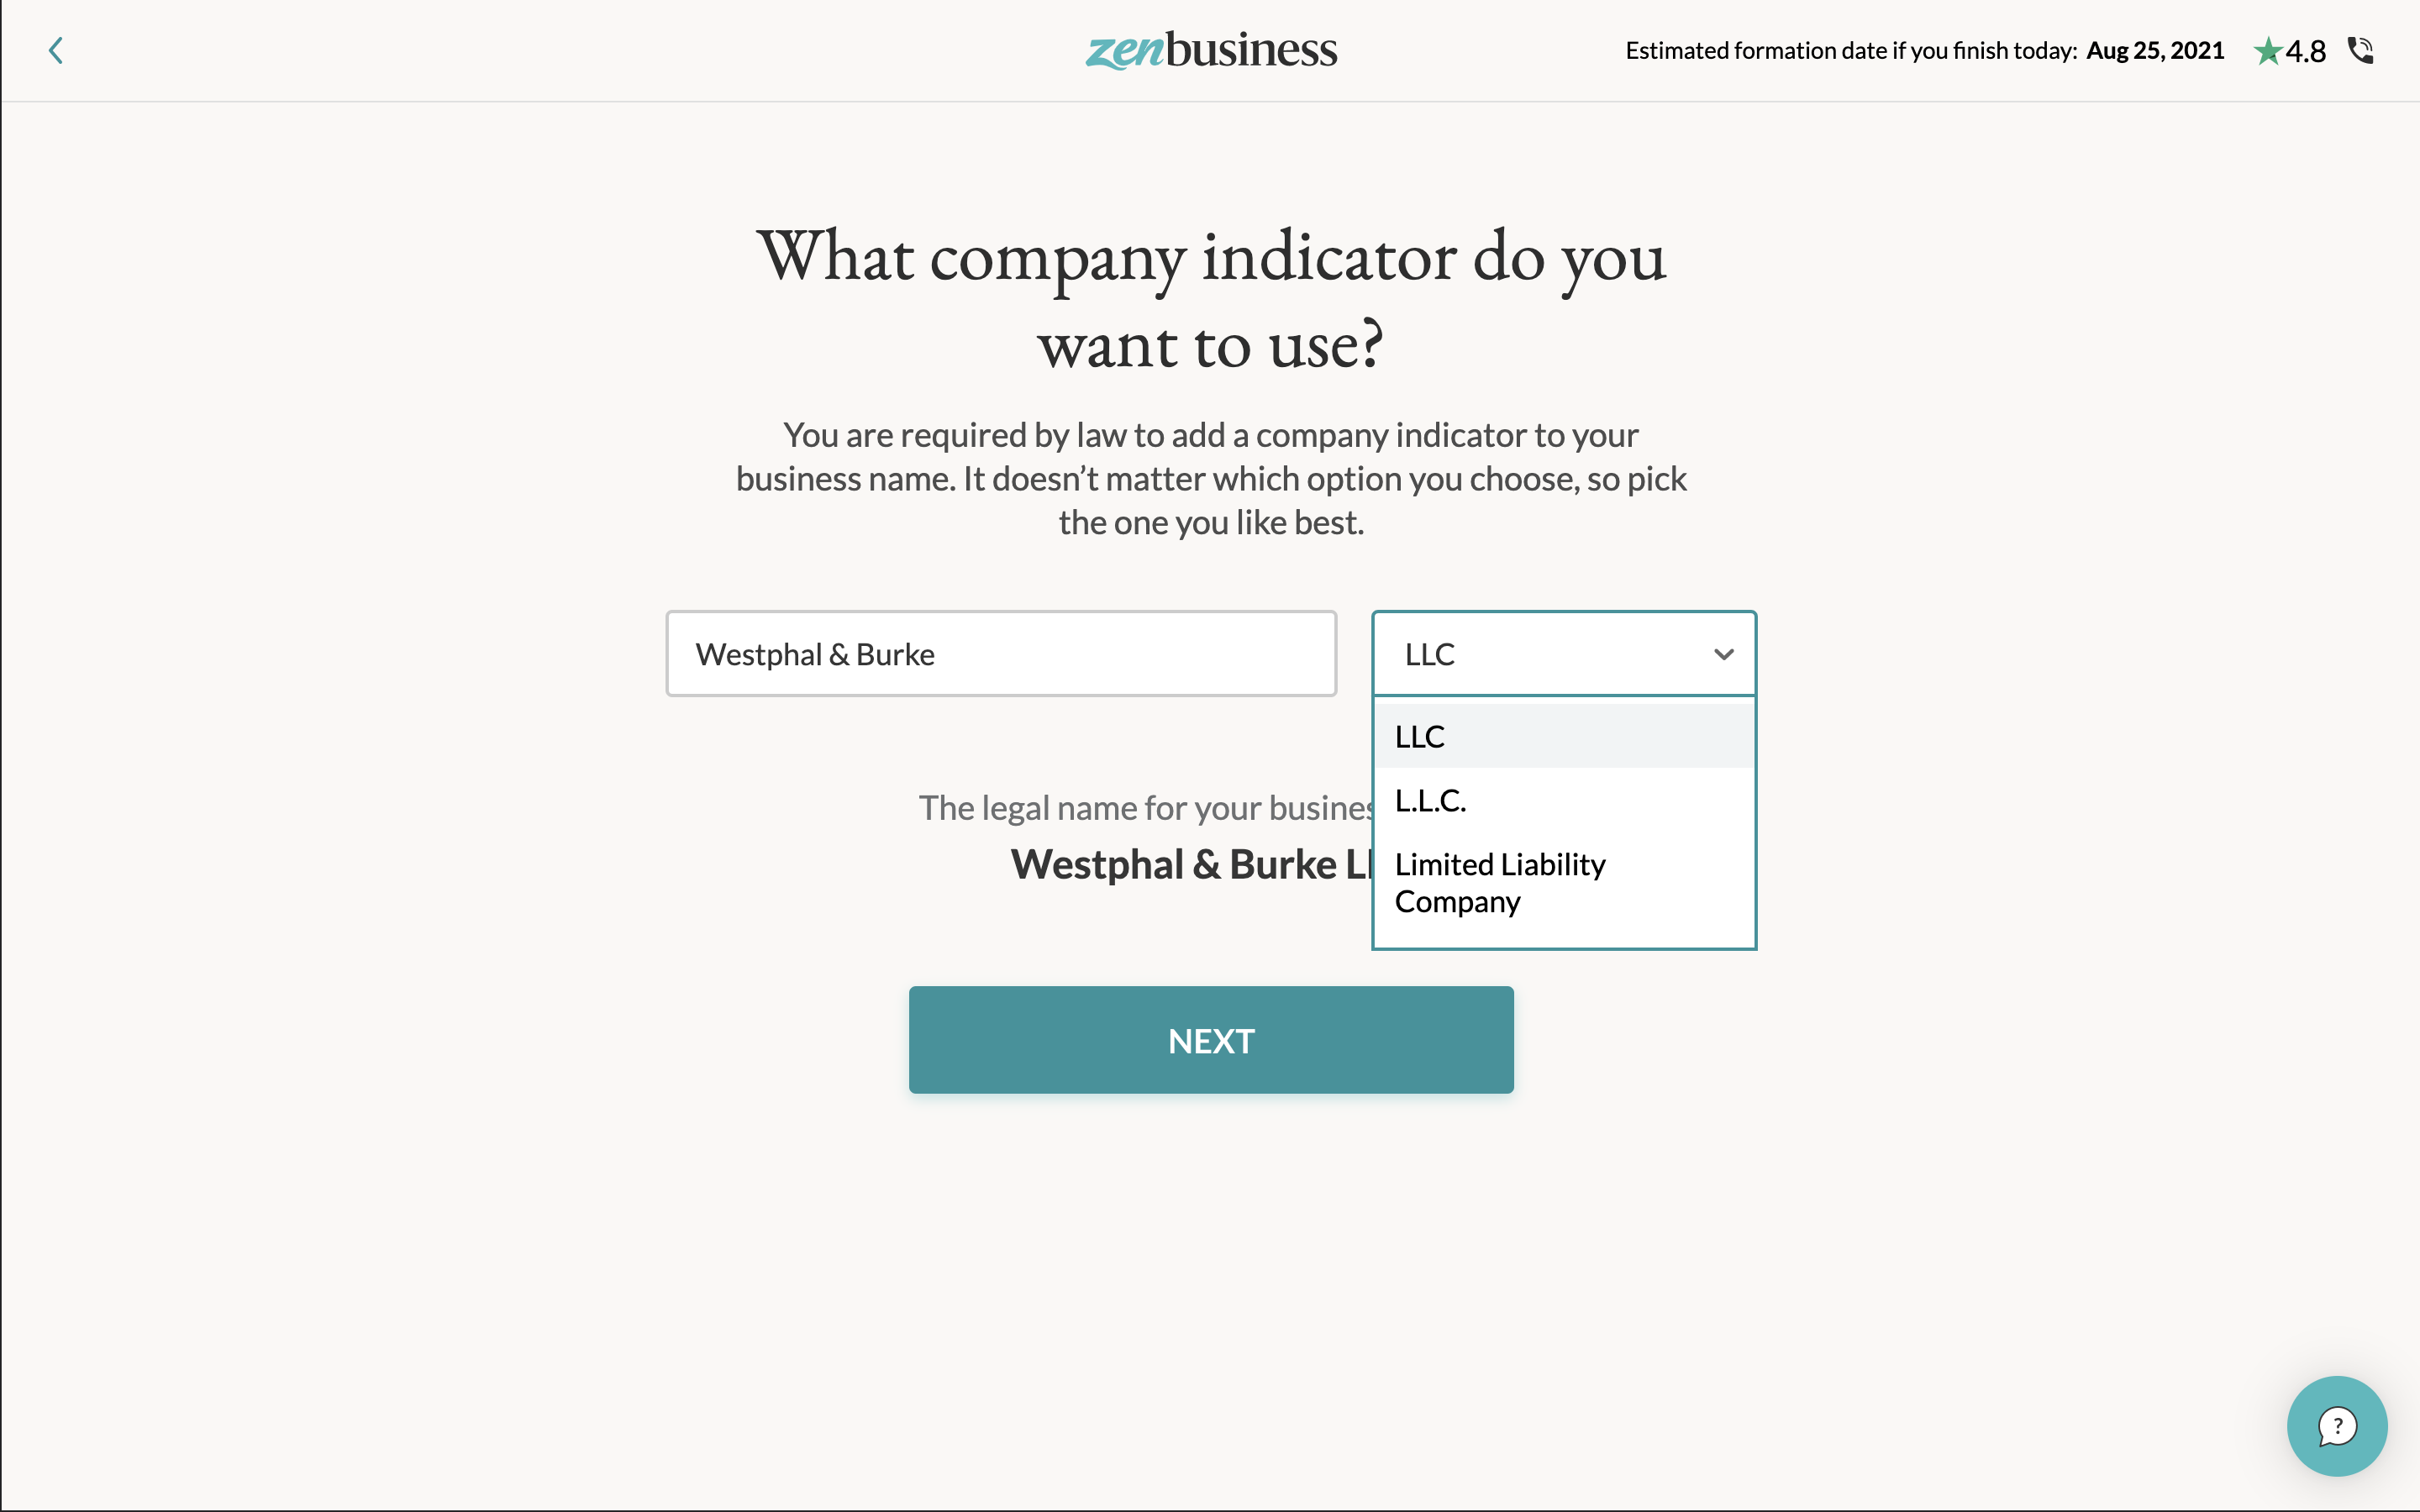 zenbusiness
Estimated formation date if you finish today: Aug 25, 2021
4.8
What company indicator do you
want to use?
You are required by law to add a company indicator to your
business name. It doesn't matter which option you choose, so pick
the one you like best.
Westphal & Burke
LLC
LLC
L.L.C.
Limited Liability
Company
The legal name for your busines
Westphal & Burke Ll
NEXT
?